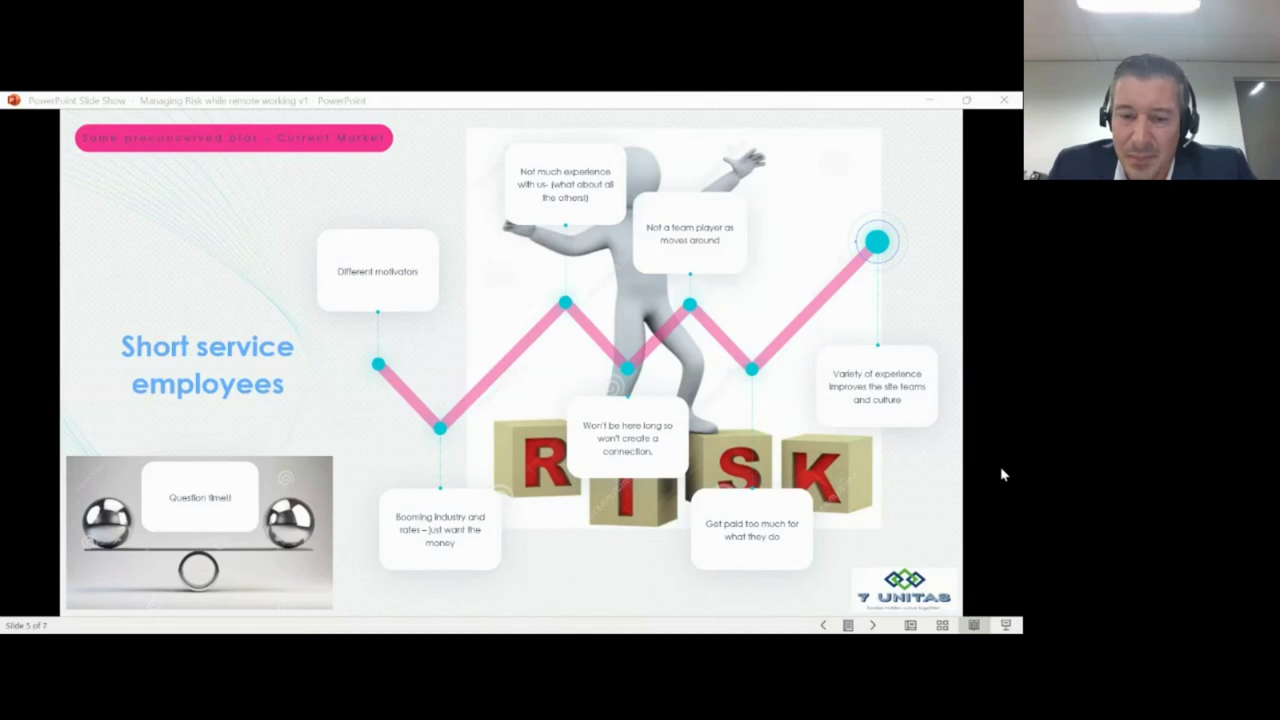 PowerPoint Slide Show - Managing Risk while remote working v1 - PowerPoint
Some preconceived bias – Current Market
Not much experience
with us- (what about all
the others!)
Not a team player as
moves around
Different motivators
Short service
employees
Variety of experience
improves the site teams
and culture
Won't be here long so
won't create a
connection.
R I S K
Question time!!
Booming industry and
rates – just want the
money
Get paid too much for
what they do
7 UNITAS
Slide 5 of 7